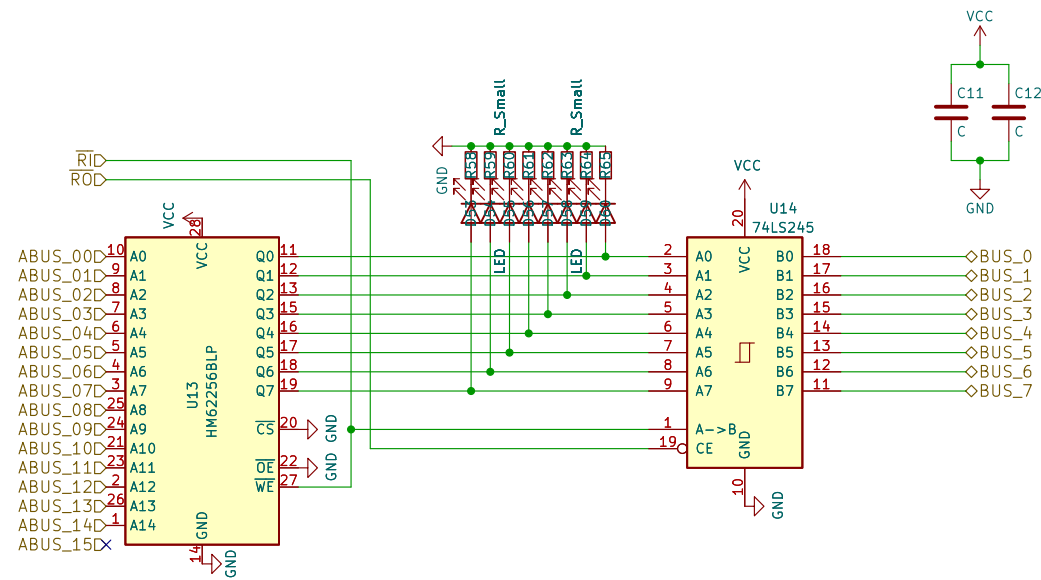 VCC
C11
C12
C
C
GND
R_Small
R_Small
RI
RO
GND
R58
R59
R60
R61
R62
R63
R64
R65
D60
LED
LED
VCC
28
VCC
ABUS_00
ABUS_01
ABUS_02
ABUS_03
ABUS_04
ABUS_05
ABUS_06
ABUS_07
ABUS_08
ABUS_09
ABUS_10
ABUS_11
ABUS_12
ABUS_13
ABUS_14
ABUS_15
10 A0
9 A1
8 A2
7 A3
6 A4
5 A5
4 A6
3 A7
25 A8
24 A9
21 A10
23 A11
2 A12
26 A13
1 A14
U13
HM62256BLP
Q0 11
Q1 12
Q2 13
Q3 15
Q4 16
Q5 17
Q6 18
Q7 19
CS 20
GND
OE 22
GND
WE 27
GND
14
GND
VCC
20
U14
74LS245
VCC
2 A0
3 A1
4 A2
5 A3
6 A4
7 A5
8 A6
9 A7
1 A->B
19 CE
GND
10
GND
B0 18
B1 17
B2 16
B3 15
B4 14
B5 13
B6 12
B7 11
BUS_0
BUS_1
BUS_2
BUS_3
BUS_4
BUS_5
BUS_6
BUS_7